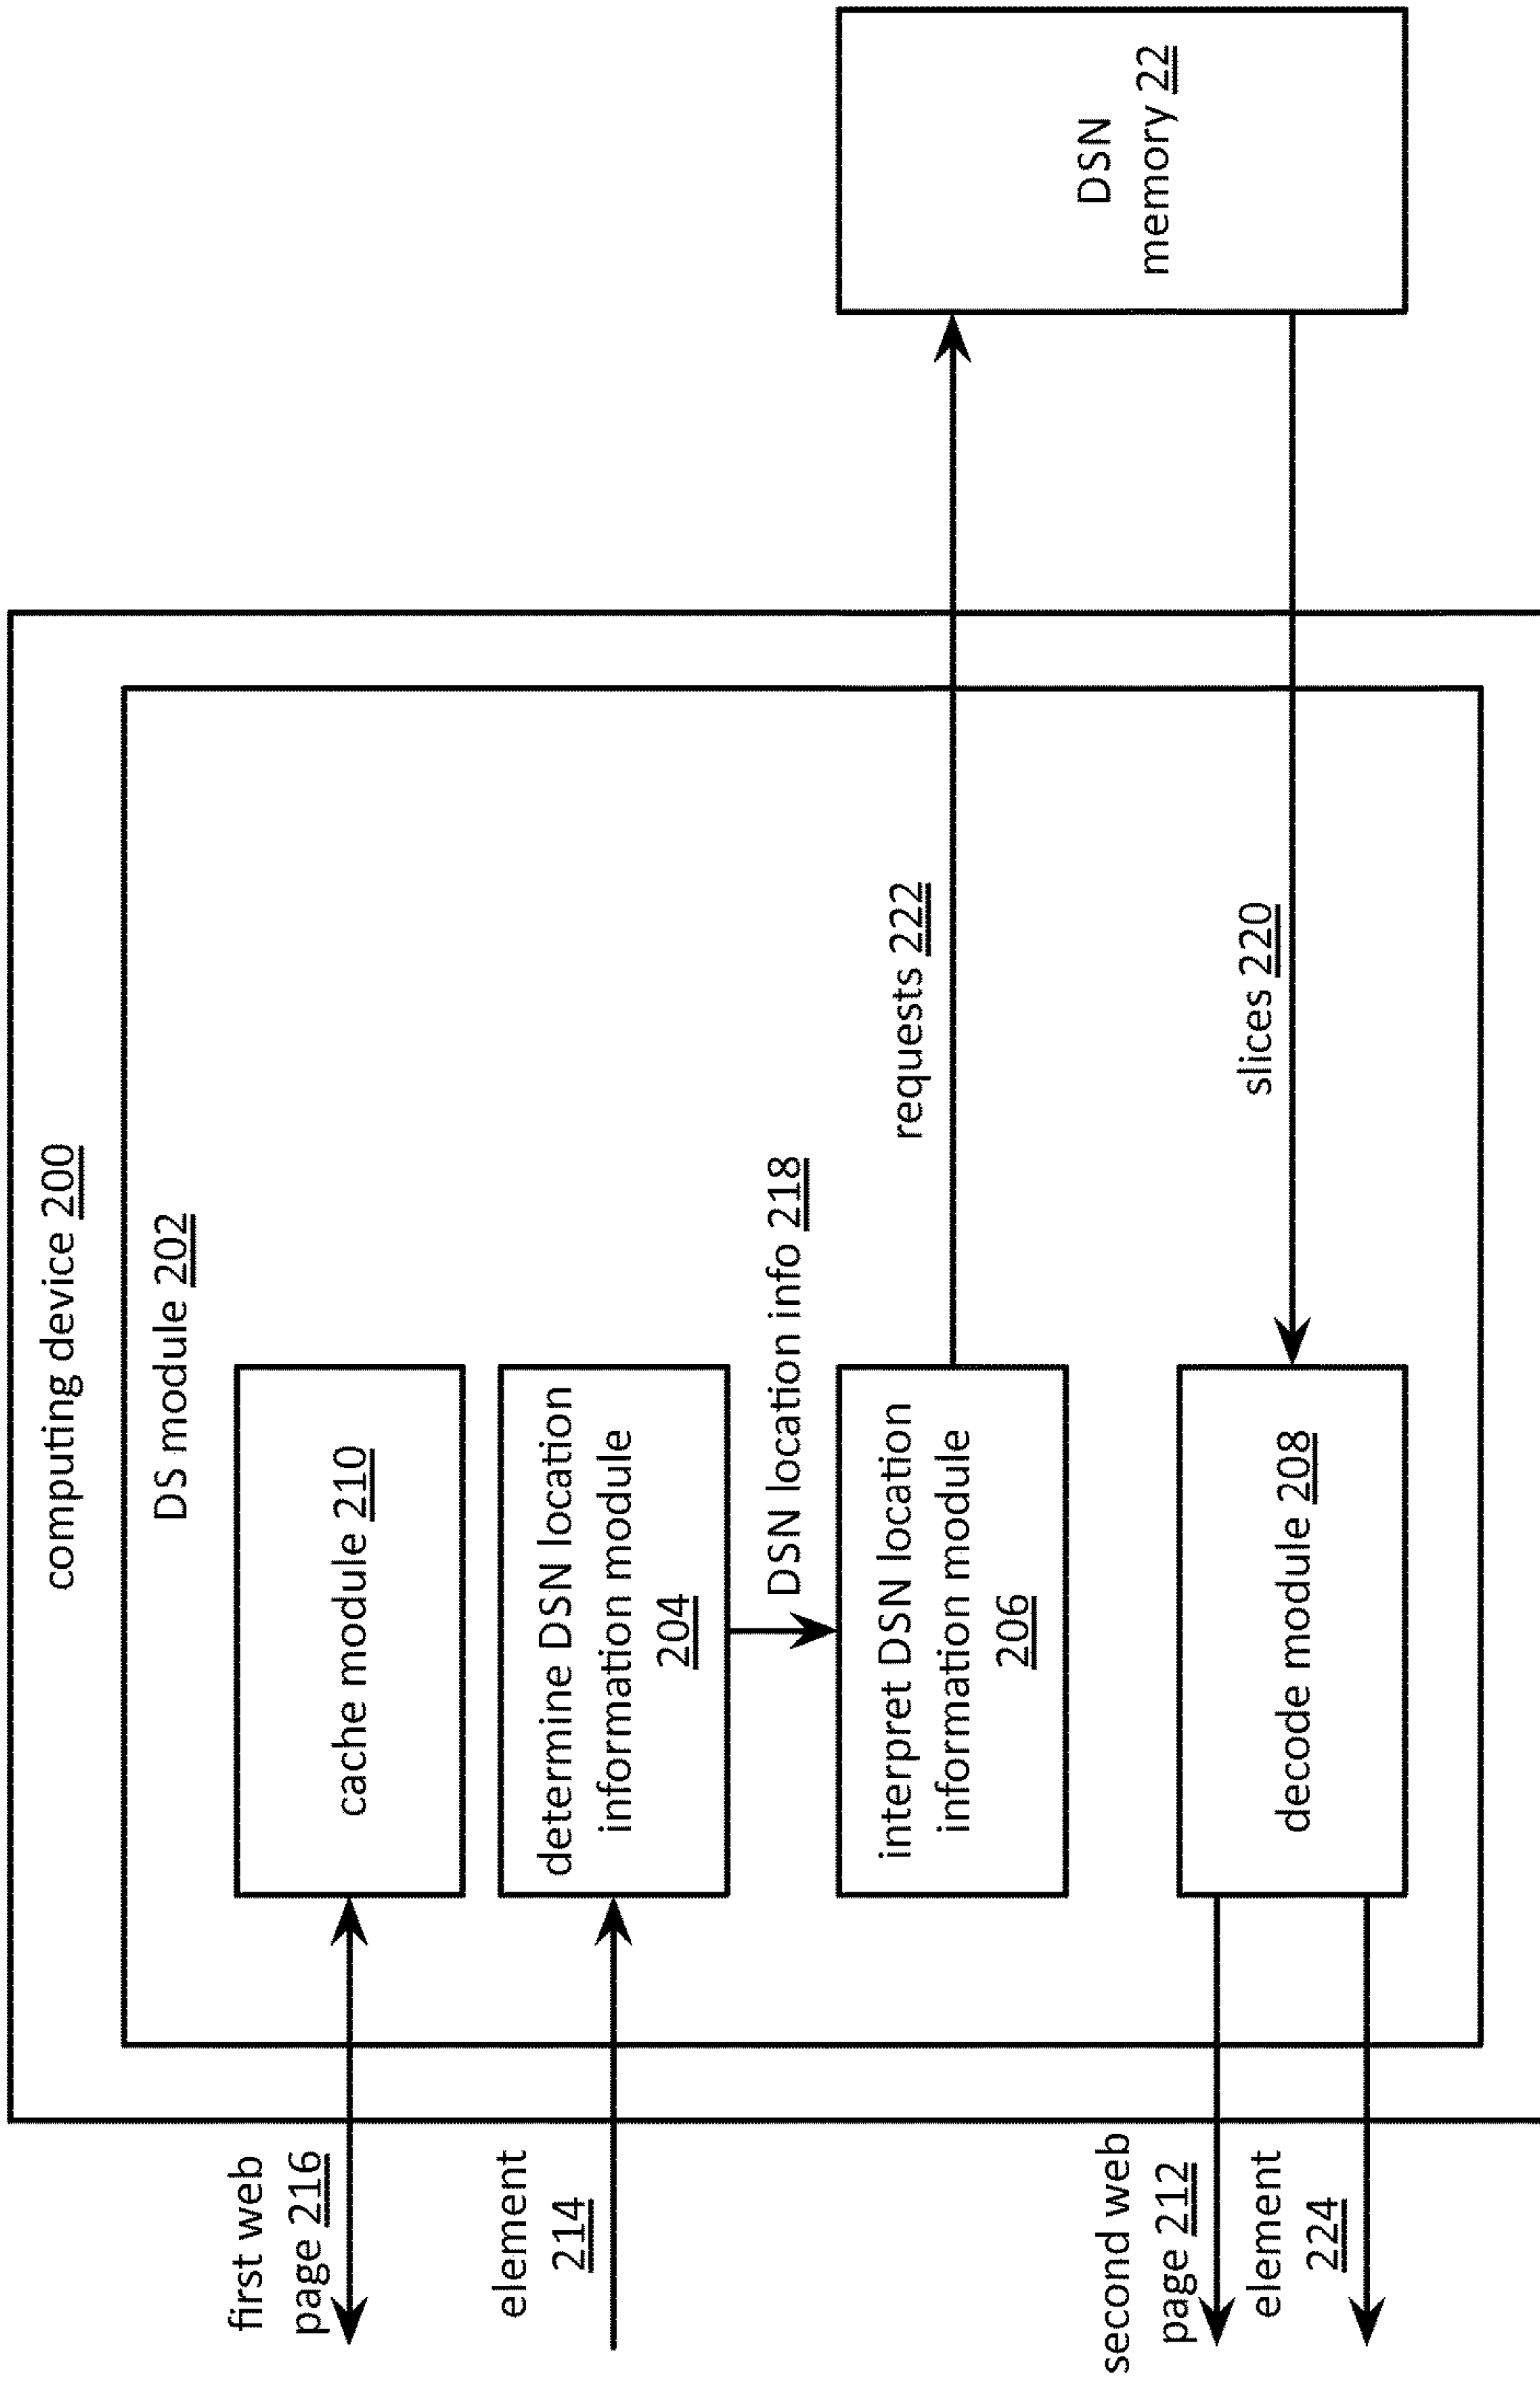 computing device 200
DS module 202
first web
page 216
cache module 210
element
214
determine DSN location
information module
204
DSN location info 218
interpret DSN location
information module
206
requests 222
DSN
memory 22
slices 220
decode module 208
second web
page 212
element
224